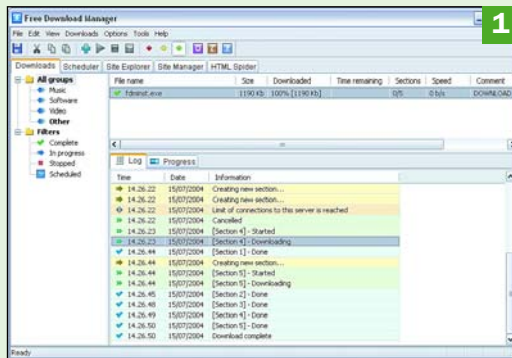 Free Download Manager
1
File Edit View Downloads Options Tools Help
Downloads Scheduler Site Explorer Site Manager HTML Spider
All groups
Music
Software
Video
Other
Filters
Complete
In progress
Stopped
Scheduled
File name Size Downloaded Time remaining Sections Speed Comment
fdminst.exe 1190 kb 100% [1190 kb] 0/5 0 b/s DOWNLOAD
Log Progress
Time Date Information
14.26.22 15/07/2004 Creating new section...
14.26.22 15/07/2004 Creating new section...
14.26.22 15/07/2004 Limit of connections to this server is reached
14.26.22 15/07/2004 Cancelled
14.26.23 15/07/2004 [Section 4] - Started
14.26.23 15/07/2004 [Section 4] - Downloading
14.26.44 15/07/2004 [Section 1] - Done
14.26.44 15/07/2004 Creating new section...
14.26.44 15/07/2004 [Section 5] - Started
14.26.44 15/07/2004 [Section 5] - Downloading
14.26.45 15/07/2004 [Section 2] - Done
14.26.48 15/07/2004 [Section 3] - Done
14.26.49 15/07/2004 [Section 4] - Done
14.26.50 15/07/2004 [Section 5] - Done
14.26.50 15/07/2004 Download complete
Ready